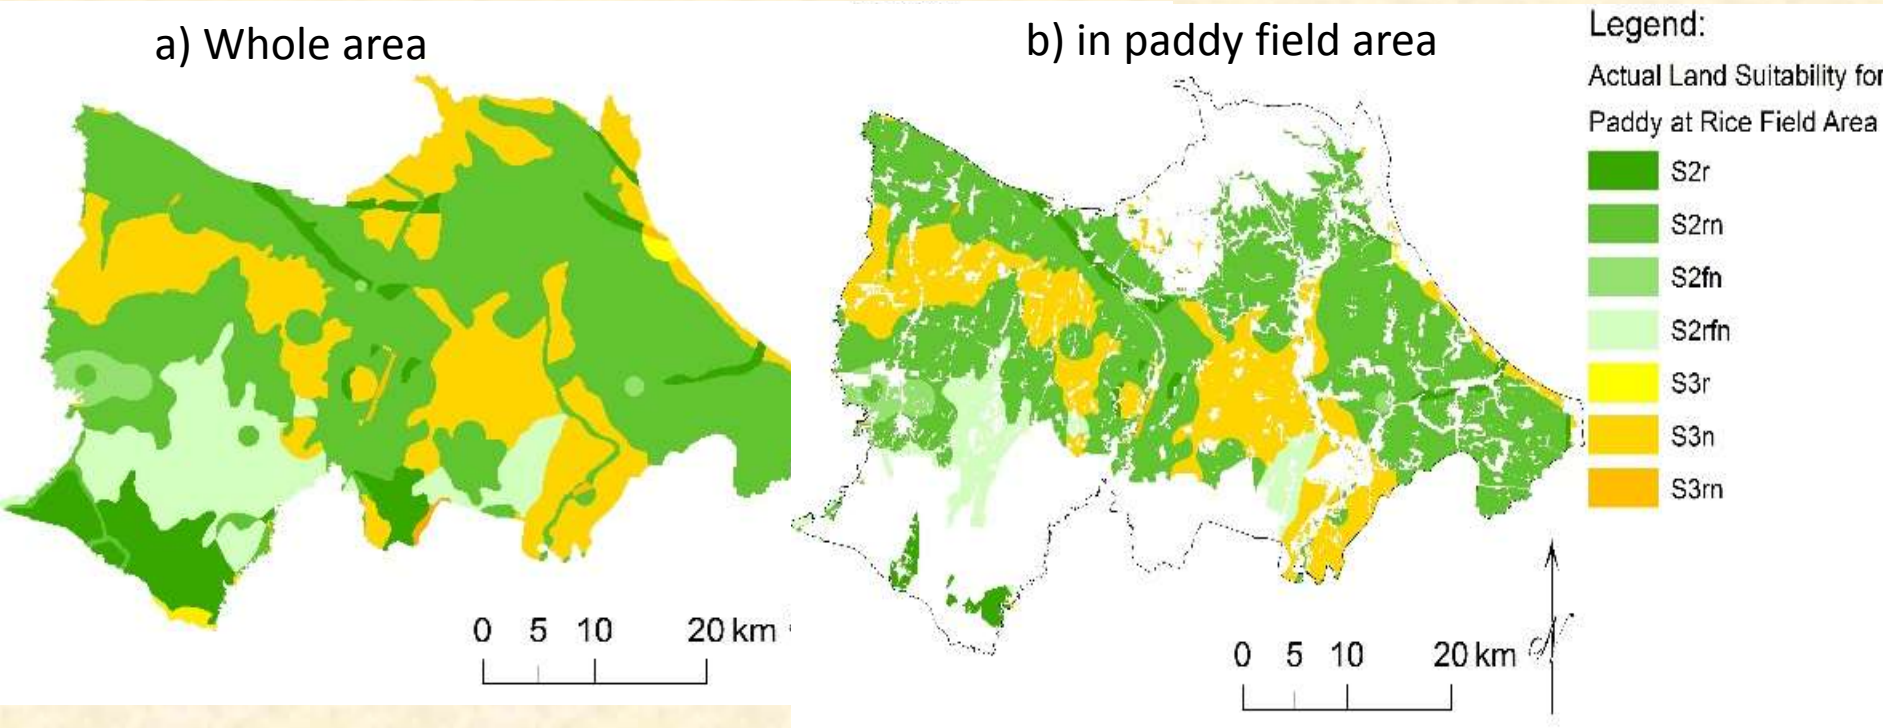 a) Whole area
b) in paddy field area
Legend:
Actual Land Suitability for
Paddy at Rice Field Area
S2r
S2rn
S2fn
S2rfn
S3r
S3n
S3rn
0 5 10 20 km
0 5 10 20 km